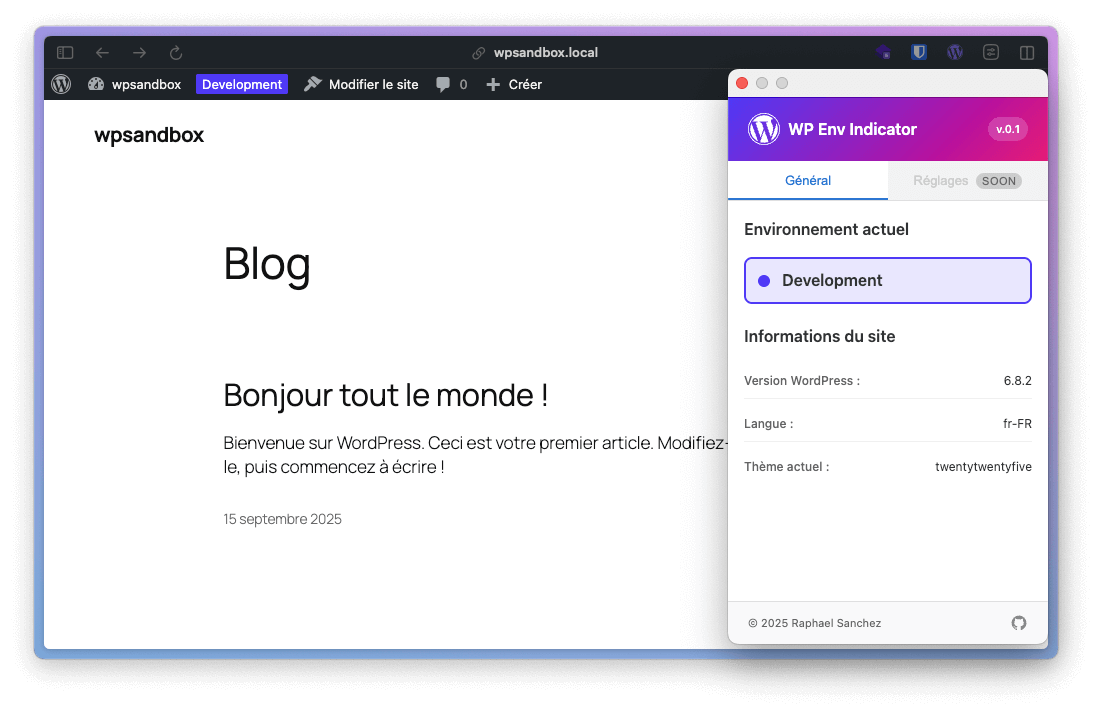 wpsandbox.local
wpsandbox Development Modifier le site 0 Créer
wpsandbox
Blog
Bonjour tout le monde !
Bienvenue sur WordPress. Ceci est votre premier article. Modifiez-
le, puis commencez à écrire !
15 septembre 2025
WP Env Indicator v.0.1
Général Réglages SOON
Environnement actuel
Development
Informations du site
Version WordPress : 6.8.2
Langue : fr-FR
Thème actuel : twentytwentyfive
© 2025 Raphael Sanchez